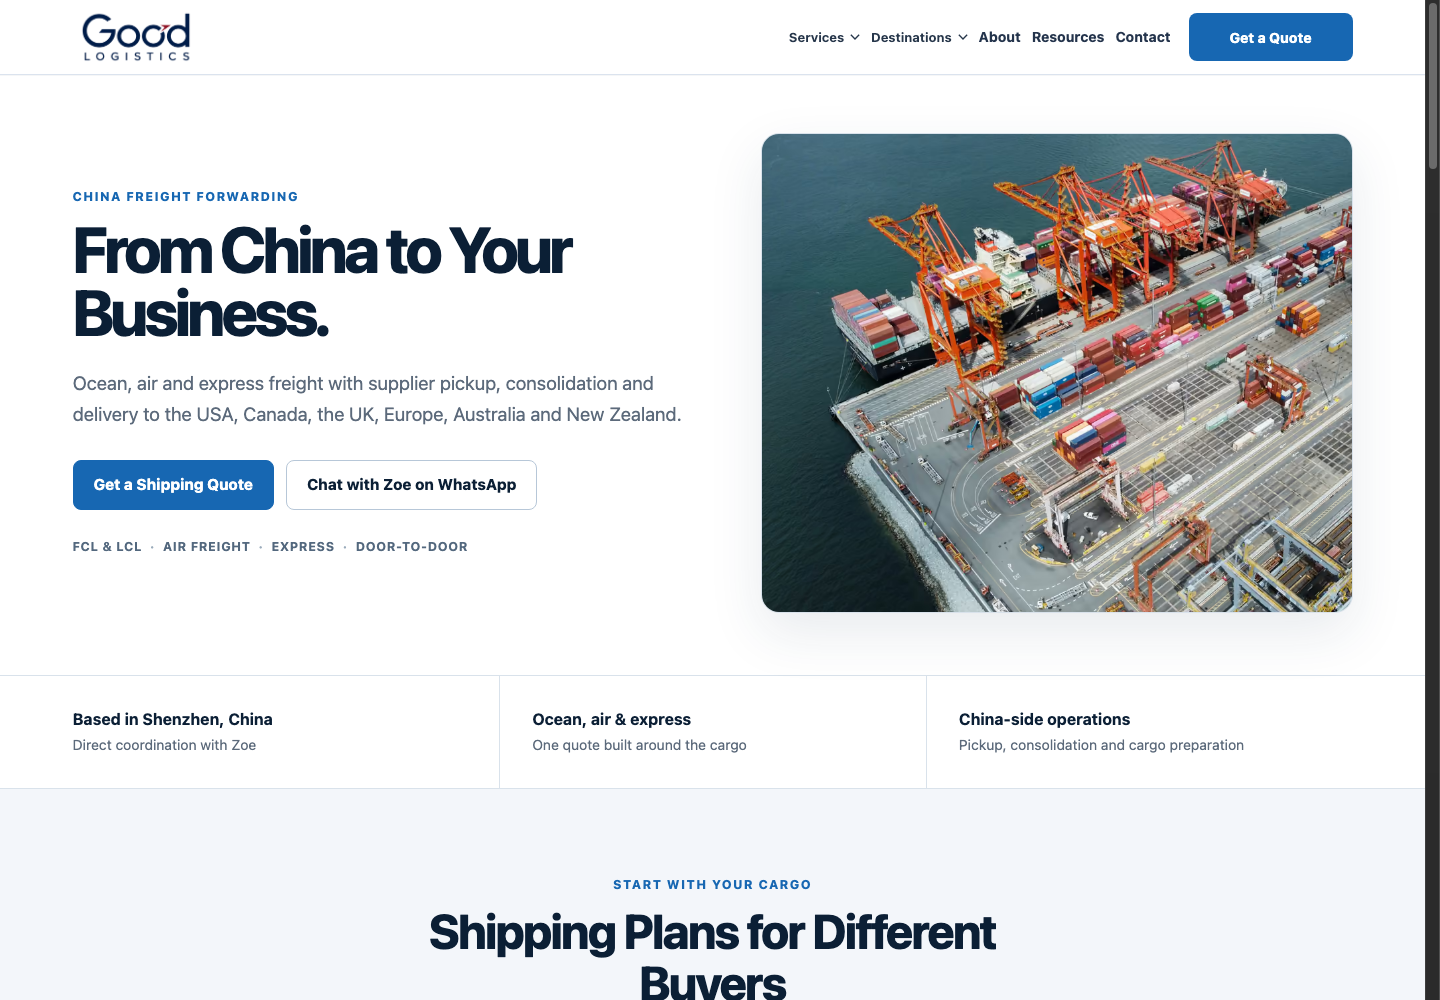 Good
LOGISTICS
Services
Destinations
About
Resources
Contact
Get a Quote
CHINA FREIGHT FORWARDING
From China to Your
Business.
Ocean, air and express freight with supplier pickup, consolidation and
delivery to the USA, Canada, the UK, Europe, Australia and New Zealand.
Get a Shipping Quote
Chat with Zoe on WhatsApp
FCL & LCL · AIR FREIGHT · EXPRESS · DOOR-TO-DOOR
Based in Shenzhen, China
Direct coordination with Zoe
Ocean, air & express
One quote built around the cargo
China-side operations
Pickup, consolidation and cargo preparation
START WITH YOUR CARGO
Shipping Plans for Different
Buyers